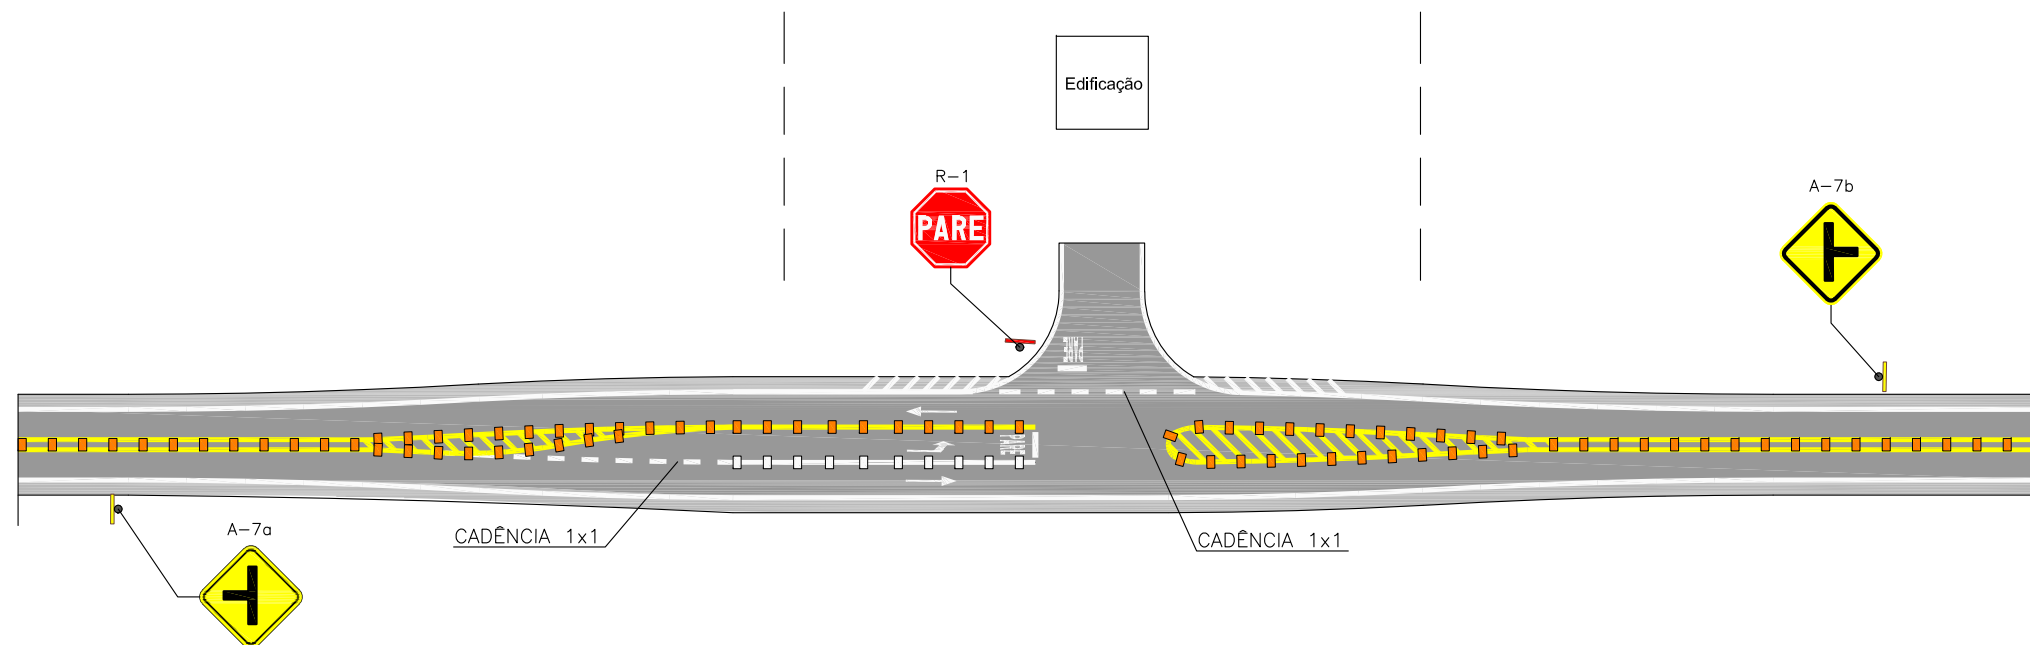 Edificação
R-1
PARE
A-7b
PARE
PARE
CADÊNCIA 1x1
CADÊNCIA 1x1
A-7a